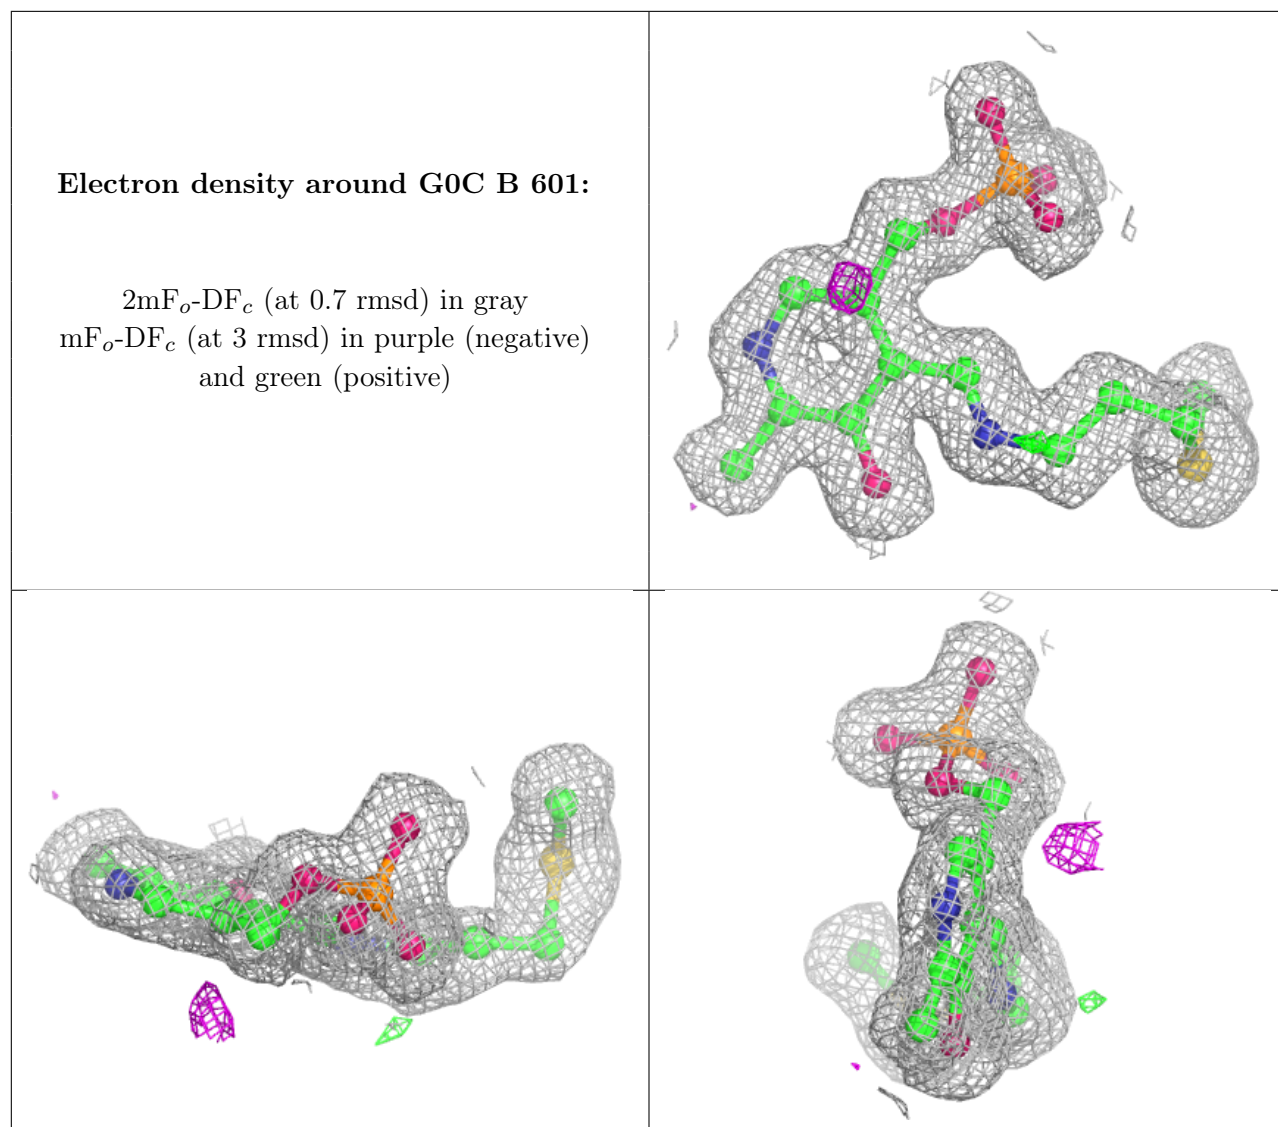 Electron density around G0C B 601:
2mFo-DFc (at 0.7 rmsd) in gray
mFo-DFc (at 3 rmsd) in purple (negative)
and green (positive)